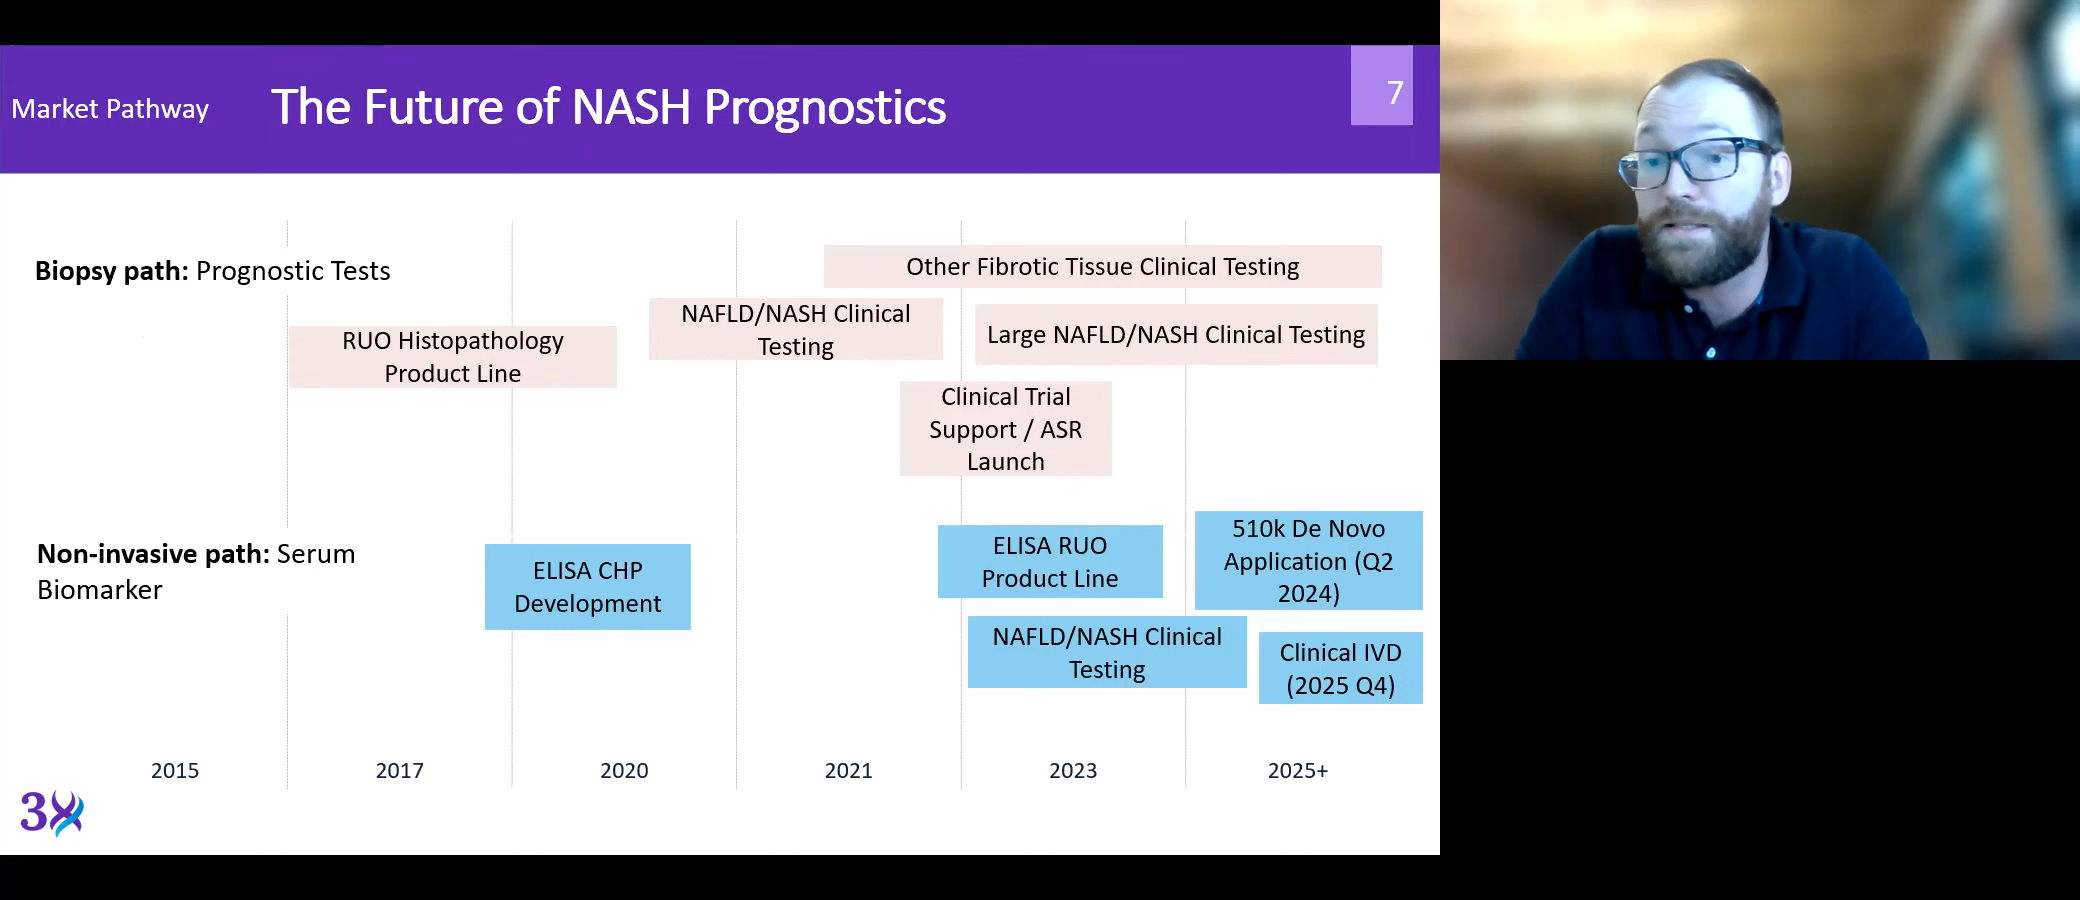 Market Pathway
The Future of NASH Prognostics
7
Biopsy path: Prognostic Tests
Other Fibrotic Tissue Clinical Testing
NAFLD/NASH Clinical
Testing
Large NAFLD/NASH Clinical Testing
RUO Histopathology
Product Line
Clinical Trial
Support / ASR
Launch
Non-invasive path: Serum
Biomarker
ELISA CHP
Development
ELISA RUO
Product Line
510k De Novo
Application (Q2
2024)
NAFLD/NASH Clinical
Testing
Clinical IVD
(2025 Q4)
2015
2017
2020
2021
2023
2025+
3